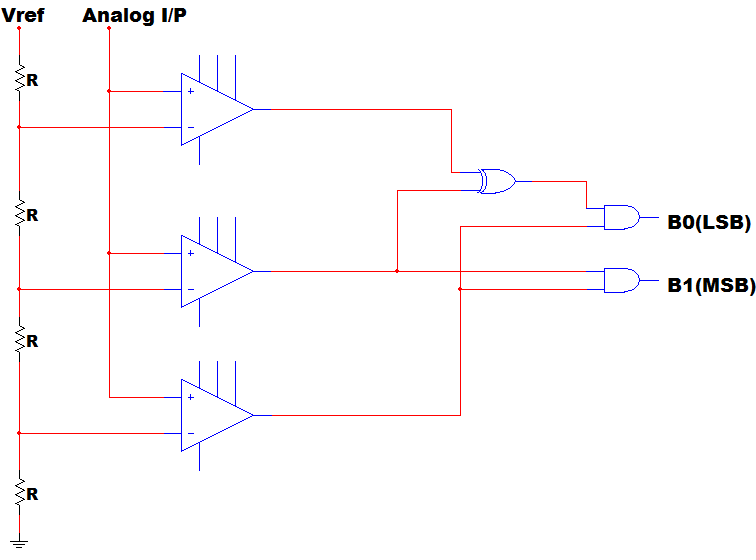 Vref
Analog I/P
R
+
−
R
B0(LSB)
+
−
B1(MSB)
R
+
−
R